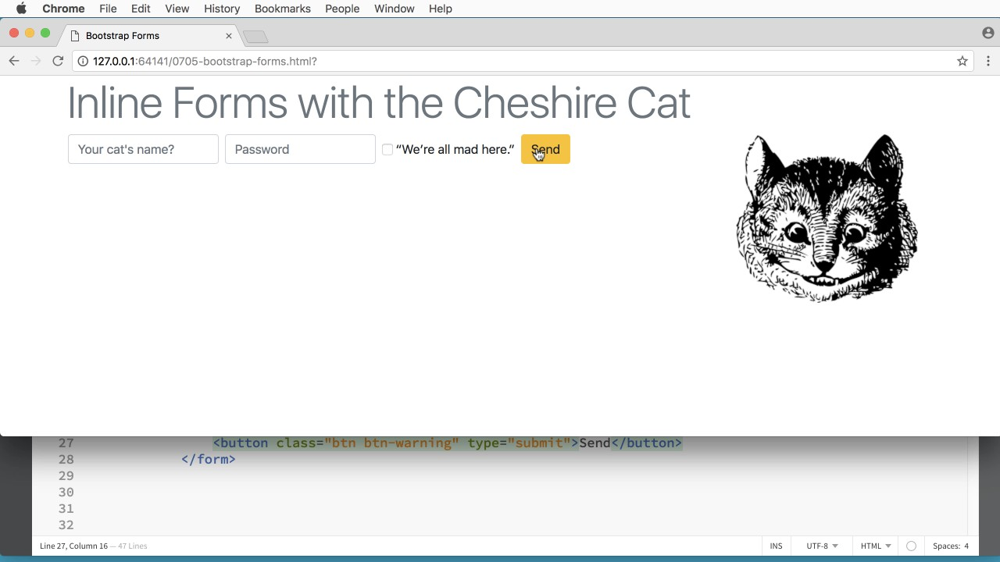 Chrome File Edit View History Bookmarks People Window Help
Bootstrap Forms
127.0.0.1:64141/0705-bootstrap-forms.html?
Inline Forms with the Cheshire Cat
Your cat's name? Password “We’re all mad here.” Send
27 <button class="btn btn-warning" type="submit">Send</button>
28 </form>
29
30
31
32
Line 27, Column 16 — 47 Lines INS UTF-8 HTML Spaces: 4